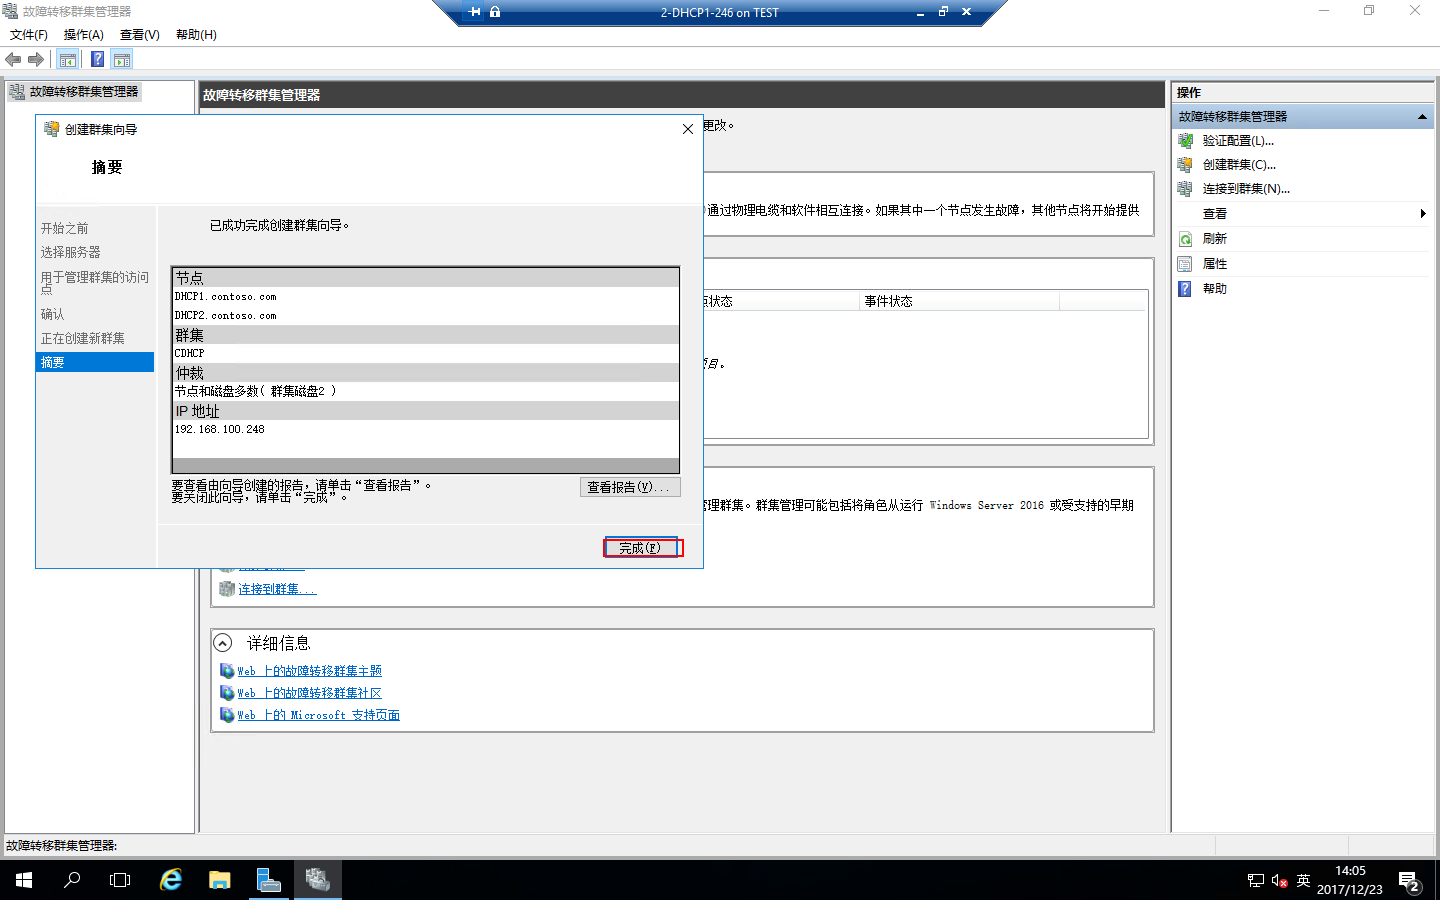 故障转移群集管理器
2-DHCP1-246 on TEST
文件(F) 操作(A) 查看(V) 帮助(H)
故障转移群集管理器
故障转移群集管理器
更改。
创建群集向导
摘要
开始之前
选择服务器
用于管理群集的访问点
确认
正在创建新群集
摘要
已成功完成创建群集向导。
节点
DHCP1.contoso.com
DHCP2.contoso.com
群集
CDHCP
仲裁
节点和磁盘多数( 群集磁盘2 )
IP 地址
192.168.100.248
要查看由向导创建的报告，请单击“查看报告”。
要关闭此向导，请单击“完成”。
查看报告(V)...
完成(F)
通过物理电缆和软件相互连接。如果其中一个节点发生故障，其他节点将开始提供
状态 事件状态
目。
管理群集。群集管理可能包括将角色从运行 Windows Server 2016 或受支持的早期
连接到群集...
详细信息
Web 上的故障转移群集主题
Web 上的故障转移群集社区
Web 上的 Microsoft 支持页面
操作
故障转移群集管理器
验证配置(L)...
创建群集(C)...
连接到群集(N)...
查看
刷新
属性
帮助
故障转移群集管理器:
英
14:05
2017/12/23
2